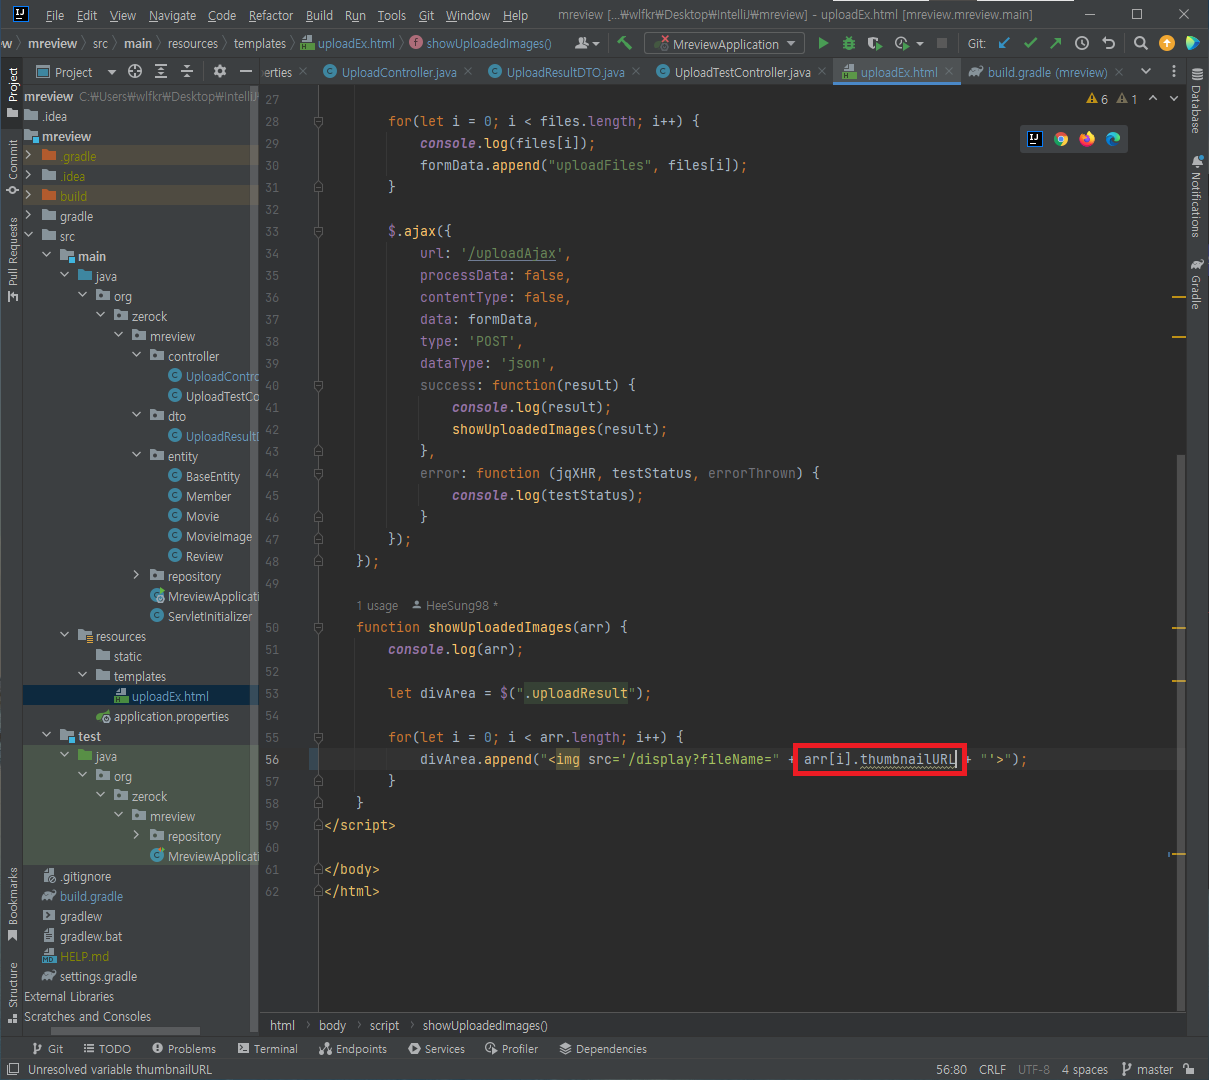 File Edit View Navigate Code Refactor Build Run Tools Git Window Help mreview [...₩wlfkr₩Desktop₩IntelliJ₩mreview] - uploadEx.html [mreview.mreview.main]
mreview src main resources templates uploadEx.html showUploadedImages() MreviewApplication Git:
Project erties UploadController.java UploadResultDTO.java UploadTestController.java uploadEx.html build.gradle (mreview)
Project
Commit
Pull Requests
Bookmarks
Structure
mreview C:₩Users₩wlfkr₩Desktop₩IntelliJ₩
.idea
mreview
.gradle
.idea
build
gradle
src
main
java
org
zerock
mreview
controller
UploadContro
UploadTestCo
dto
UploadResultD
entity
BaseEntity
Member
Movie
MovieImage
Review
repository
MreviewApplicati
ServletInitializer
resources
static
templates
uploadEx.html
application.properties
test
java
org
zerock
mreview
repository
MreviewApplicati
.gitignore
build.gradle
gradlew
gradlew.bat
HELP.md
settings.gradle
External Libraries
Scratches and Consoles
6 1
27
28 for(let i = 0; i < files.length; i++) {
29 console.log(files[i]);
30 formData.append("uploadFiles", files[i]);
31 }
32
33 $.ajax({
34 url: '/uploadAjax',
35 processData: false,
36 contentType: false,
37 data: formData,
38 type: 'POST',
39 dataType: 'json',
40 success: function(result) {
41 console.log(result);
42 showUploadedImages(result);
43 },
44 error: function (jqXHR, testStatus, errorThrown) {
45 console.log(testStatus);
46 }
47 });
48 });
49
1 usage HeeSung98 *
50 function showUploadedImages(arr) {
51 console.log(arr);
52
53 let divArea = $(".uploadResult");
54
55 for(let i = 0; i < arr.length; i++) {
56 divArea.append("<img src='/display?fileName=" + arr[i].thumbnailURL + "'>");
57 }
58 }
59 </script>
60
61 </body>
62 </html>
Database
Notifications
Gradle
html body script showUploadedImages()
Git TODO Problems Terminal Endpoints Services Profiler Dependencies
Unresolved variable thumbnailURL 56:80 CRLF UTF-8 4 spaces master